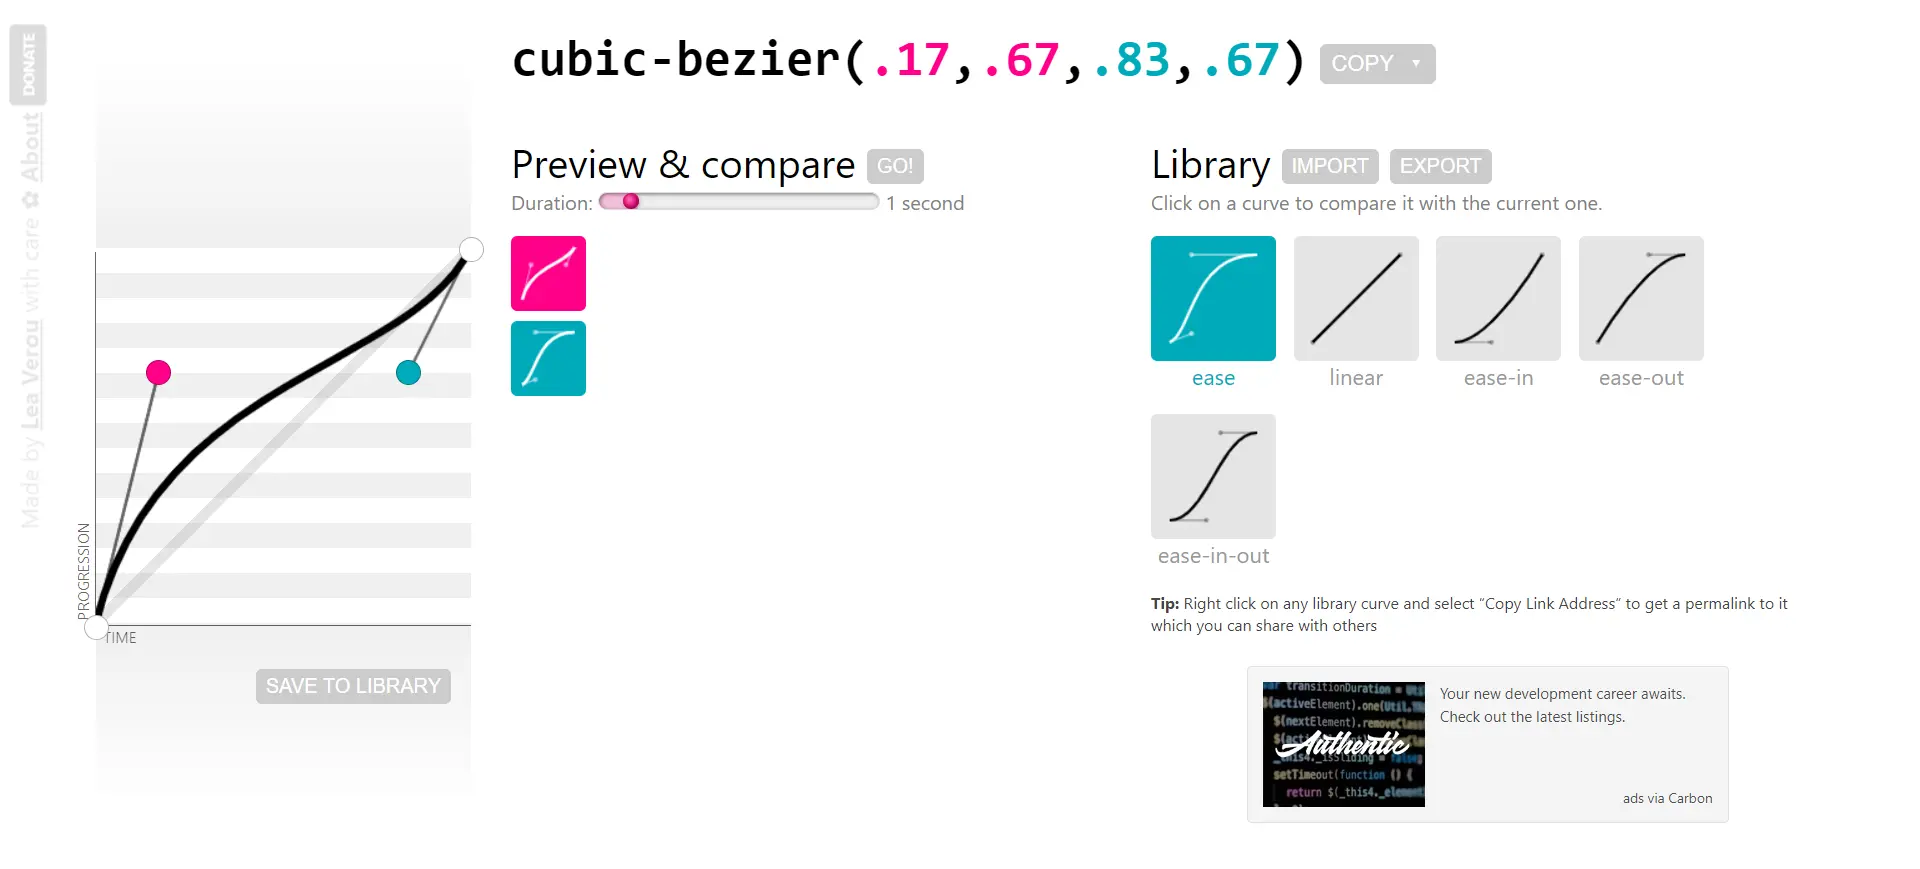 cubic-bezier(.17,.67,.83,.67)
COPY
DONATE
Made by Lea Verou with care ✿ About
Preview & compare
GO!
Duration:
1 second
Library
IMPORT
EXPORT
Click on a curve to compare it with the current one.
ease
linear
ease-in
ease-out
ease-in-out
PROGRESSION
TIME
SAVE TO LIBRARY
Tip: Right click on any library curve and select “Copy Link Address” to get a permalink to it
which you can share with others
var transitionDuration =
$(activeElement).one(Util.
$(nextElement).removeClass
Authentic
_this4._isSliding =
setTimeout(function () {
return $(_this4._element
Your new development career awaits.
Check out the latest listings.
ads via Carbon